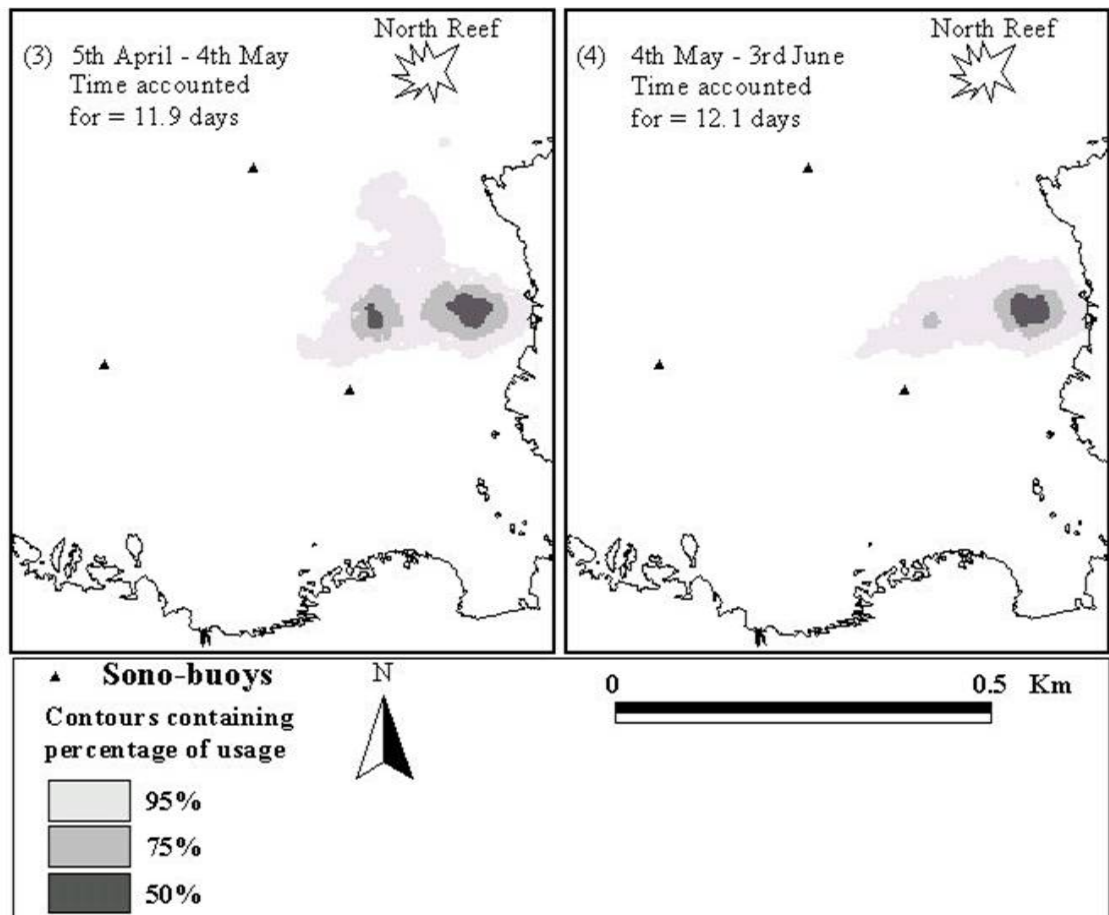 North Reef
(3) 5th April - 4th May
Time accounted
for = 11.9 days
North Reef
(4) 4th May - 3rd June
Time accounted
for = 12.1 days
Sono-buoys
Contours containing
percentage of usage
95%
75%
50%
N
0 0.5 Km